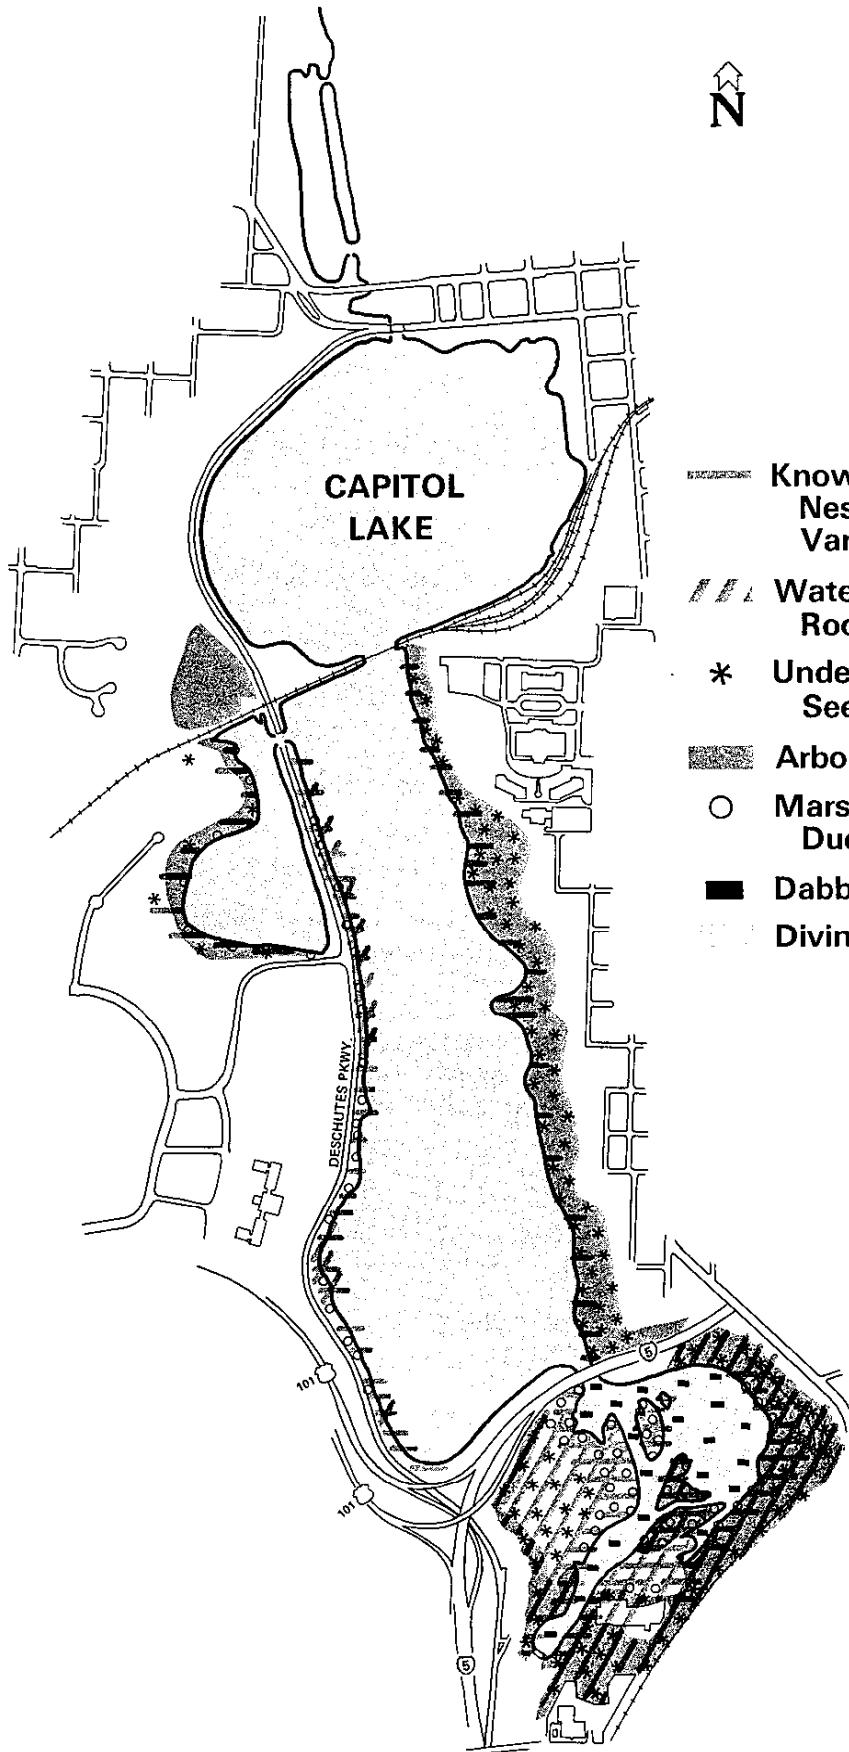 N
CAPITOL
LAKE
Know
Nes
Var
Wate
Roo
Unde
See
Arbo
Mars
Duc
Dabb
Divin
DESCHUTES PKWY.
5
101
101
5